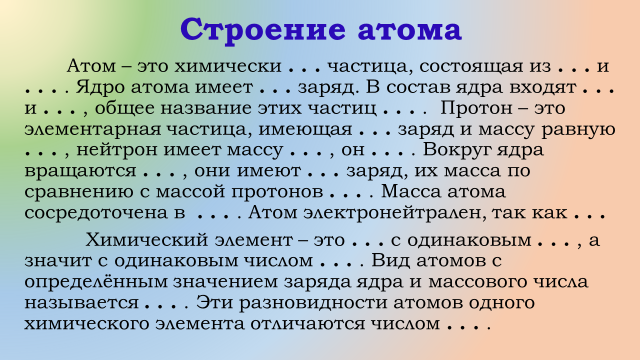 Строение атома
Атом – это химически . . . частица, состоящая из . . . и
. . . . Ядро атома имеет . . . заряд. В состав ядра входят . . .
и . . . , общее название этих частиц . . . . Протон – это
элементарная частица, имеющая . . . заряд и массу равную
. . . , нейтрон имеет массу . . . , он . . . . Вокруг ядра
вращаются . . . , они имеют . . . заряд, их масса по
сравнению с массой протонов . . . . Масса атома
сосредоточена в . . . . Атом электронейтрален, так как . . .
Химический элемент – это . . . с одинаковым . . . , а
значит с одинаковым числом . . . . Вид атомов с
определённым значением заряда ядра и массового числа
называется . . . . Эти разновидности атомов одного
химического элемента отличаются числом . . . .